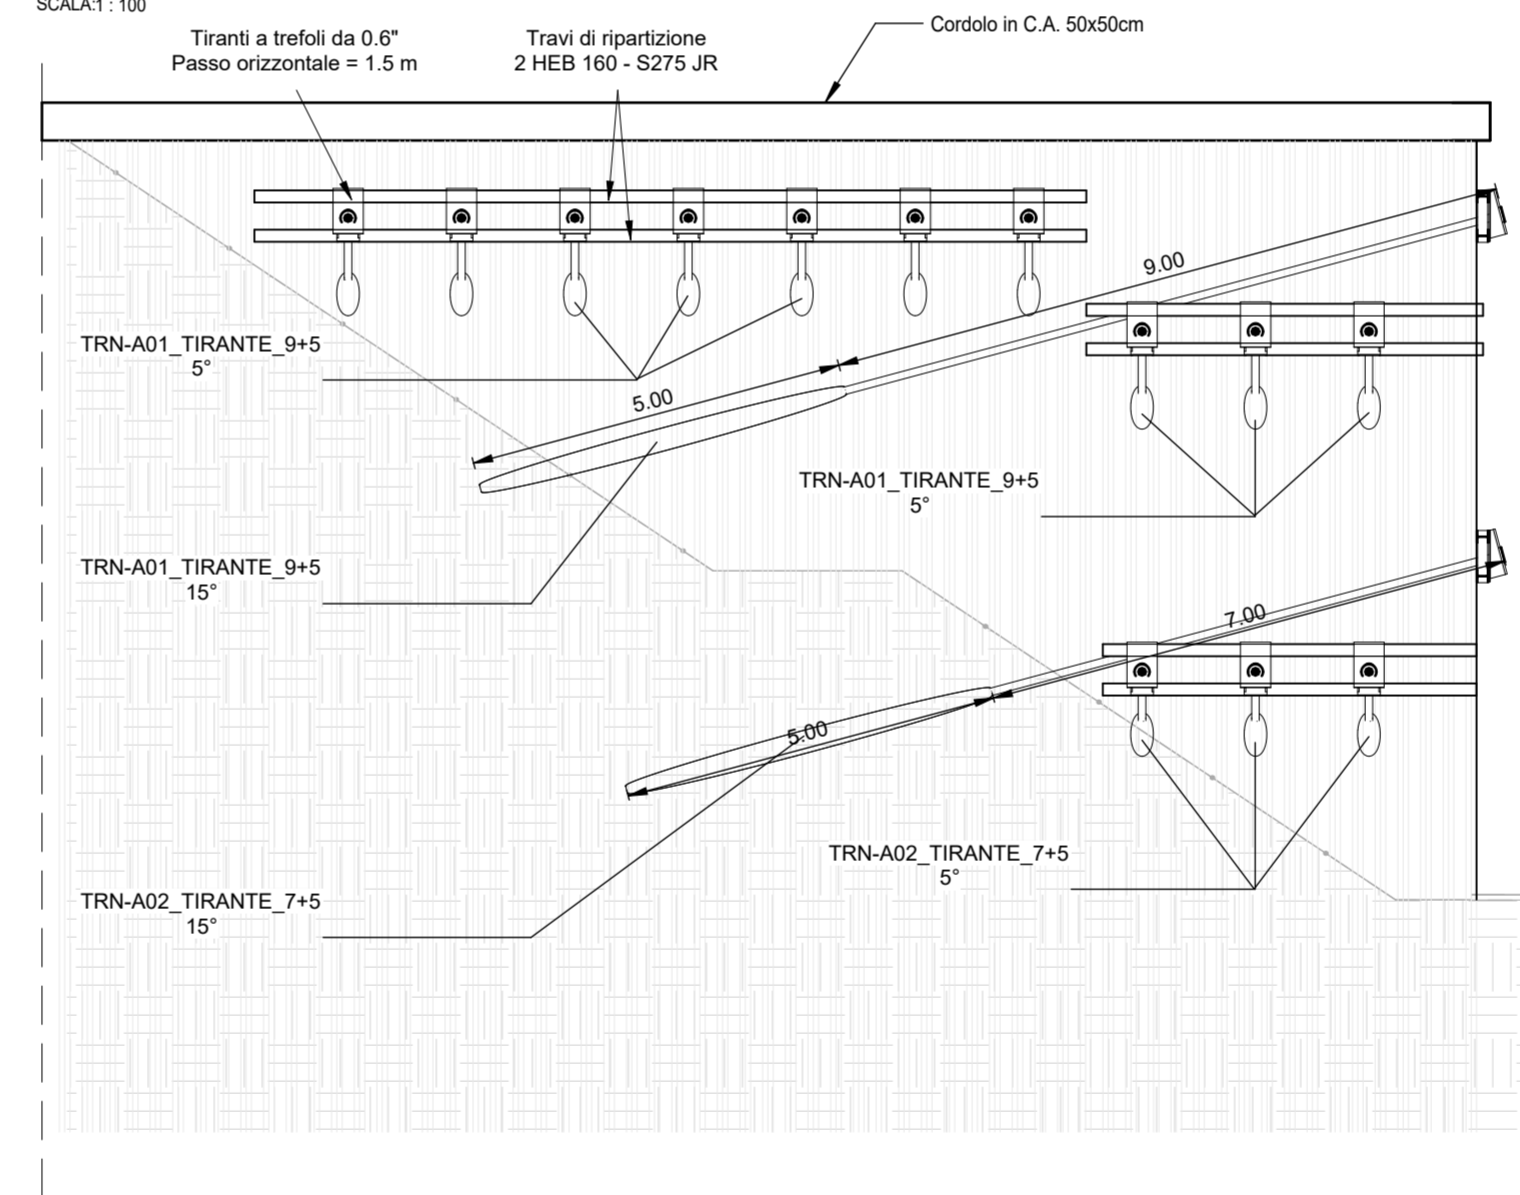 SCALA:1 : 100
Tiranti a trefoli da 0.6"
Passo orizzontale = 1.5 m
Travi di ripartizione
2 HEB 160 - S275 JR
Cordolo in C.A. 50x50cm
9.00
TRN-A01_TIRANTE_9+5
5°
5.00
TRN-A01_TIRANTE_9+5
5°
TRN-A01_TIRANTE_9+5
15°
7.00
5.00
TRN-A02_TIRANTE_7+5
5°
TRN-A02_TIRANTE_7+5
15°